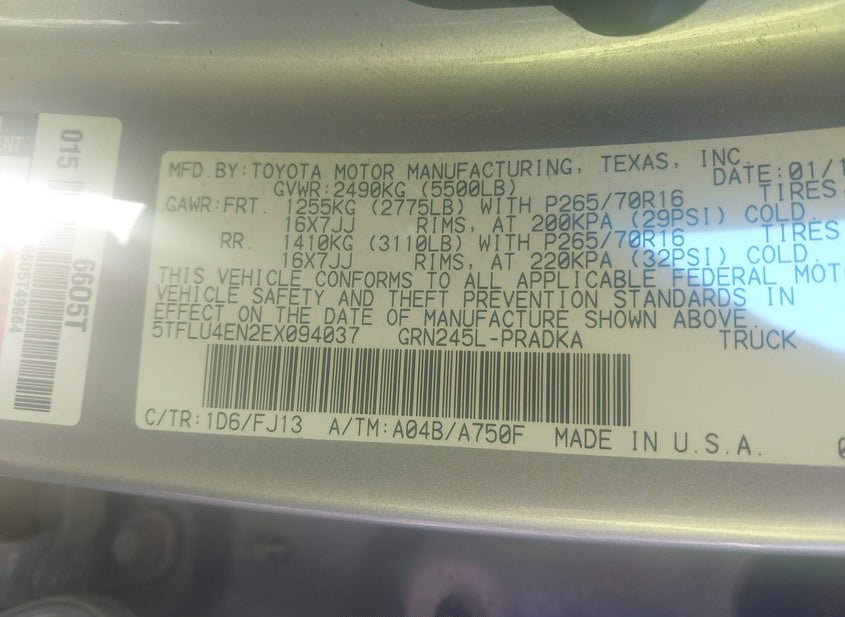 MFD. BY: TOYOTA MOTOR MANUFACTURING, TEXAS, INC.
DATE: 01/1
GVWR: 2490KG (5500LB)
GAWR: FRT. 1255KG (2775LB) WITH P265/70R16 TIRES
16X7JJ RIMS, AT 200KPA (29PSI) COLD.
RR. 1410KG (3110LB) WITH P265/70R16 TIRES
16X7JJ RIMS, AT 220KPA (32PSI) COLD.
THIS VEHICLE CONFORMS TO ALL APPLICABLE FEDERAL MOT
VEHICLE SAFETY AND THEFT PREVENTION STANDARDS IN
EFFECT ON THE DATE OF MANUFACTURE SHOWN ABOVE.
5TFLU4EN2EX094037 GRN245L-PRADKA TRUCK
C/TR: 1D6/FJ13 A/TM: A04B/A750F MADE IN U.S.A.
015
6605T
6605T49564
ENT